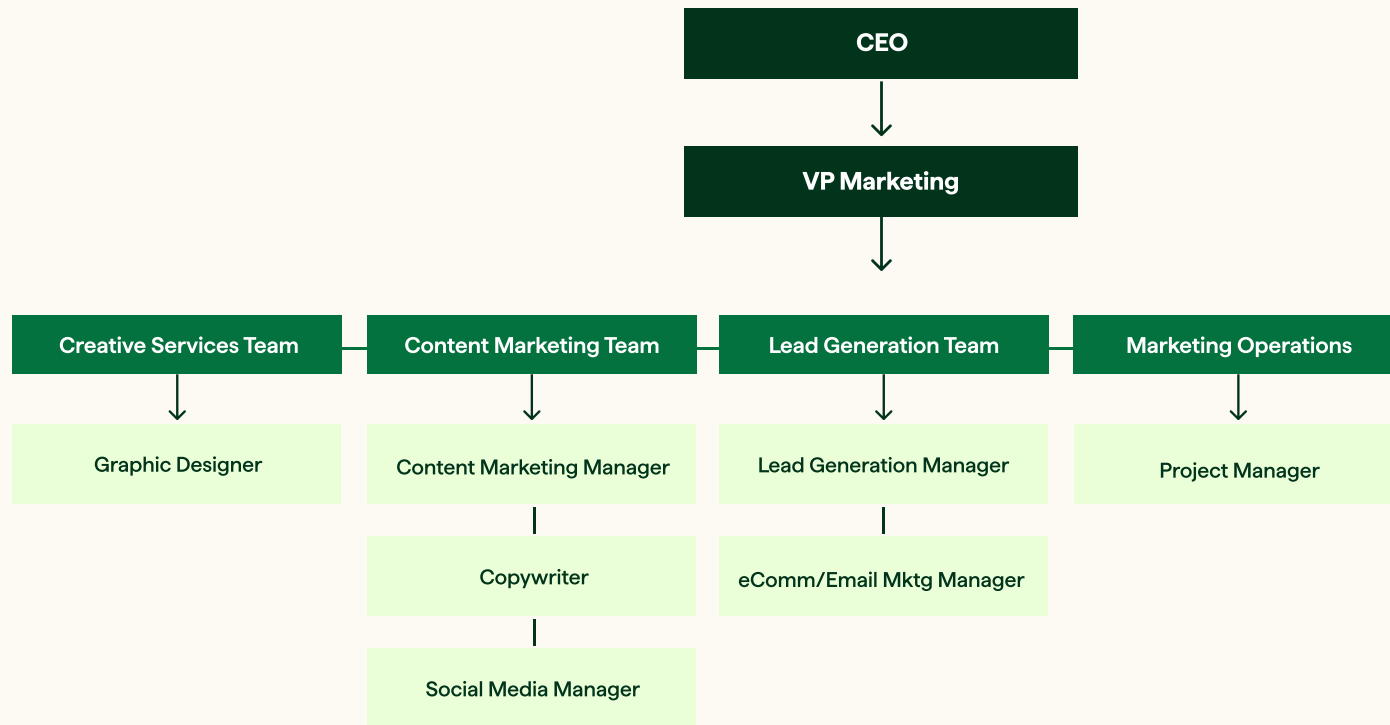 CEO
VP Marketing
Creative Services Team
Content Marketing Team
Lead Generation Team
Marketing Operations
Graphic Designer
Content Marketing Manager
Lead Generation Manager
Project Manager
Copywriter
eComm/Email Mktg Manager
Social Media Manager